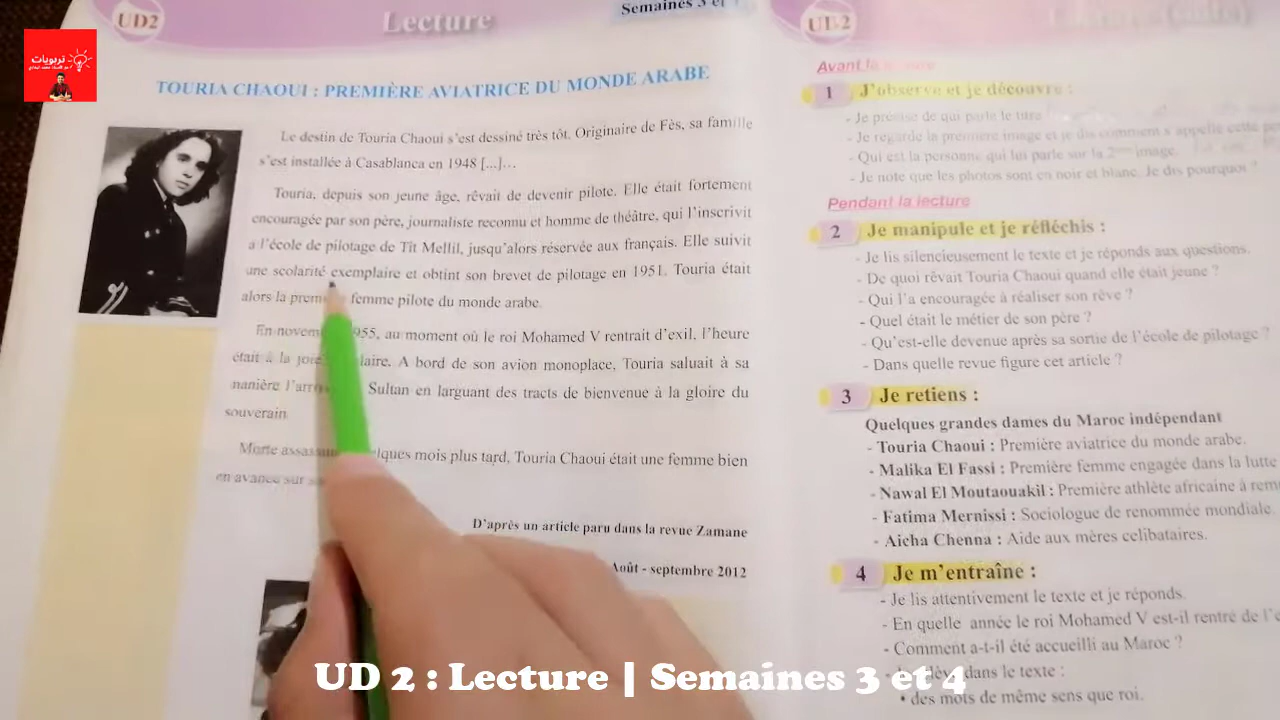 UD2
Lecture
Semaines 3 et
تربويات
TOURIA CHAOUI : PREMIÈRE AVIATRICE DU MONDE ARABE
Le destin de Touria Chaoui s'est dessiné très tôt. Originaire de Fès, sa famille
s'est installée à Casablanca en 1948 [...]…
Touria, depuis son jeune âge, rêvait de devenir pilote. Elle était fortement
encouragée par son père, journaliste reconnu et homme de théâtre, qui l'inscrivit
à l'école de pilotage de Tit Mellil, jusqu'alors réservée aux français. Elle suivit
une scolarité exemplaire et obtint son brevet de pilotage en 1951. Touria était
alors la femme pilote du monde arabe.
En 955, au moment où le roi Mohamed V rentrait d'exil, l'heure
était à la A bord de son avion monoplace, Touria saluait à sa
manière Sultan en larguant des tracts de bienvenue à la gloire du
souverain
Morte mois plus tard, Touria Chaoui était une femme bien
en avance sur
D'après un article paru dans la revue Zamane
Août - septembre 2012
UD 2
Avant la lecture
1 J'observe et je découvre :
- Je précise de qui parle le titre
- Je regarde la première image et je dis comment s'appelle cette
- Qui est la personne qui lui parle sur la 2ème image.
- Je note que les photos sont en noir et blanc. Je dis pourquoi ?
Pendant la lecture
2 Je manipule et je réfléchis :
- Je lis silencieusement le texte et je réponds aux questions.
- De quoi rêvait Touria Chaoui quand elle était jeune ?
- Qui l'a encouragée à réaliser son rêve ?
- Quel était le métier de son père ?
- Qu'est-elle devenue après sa sortie de l'école de pilotage ?
- Dans quelle revue figure cet article ?
3 Je retiens :
Quelques grandes dames du Maroc indépendant
- Touria Chaoui : Première aviatrice du monde arabe.
- Malika El Fassi : Première femme engagée dans la lutte
- Nawal El Moutaouakil : Première athlète africaine à
- Fatima Mernissi : Sociologue de renommée mondiale.
- Aicha Chenna : Aide aux mères celibataires.
4 Je m'entraîne :
- Je lis attentivement le texte et je réponds.
- En quelle année le roi Mohamed V est-il rentré de
- Comment a-t-il été accueilli au Maroc ?
dans le texte :
• des mots de même sens que roi.
UD 2 : Lecture | Semaines 3 et 4